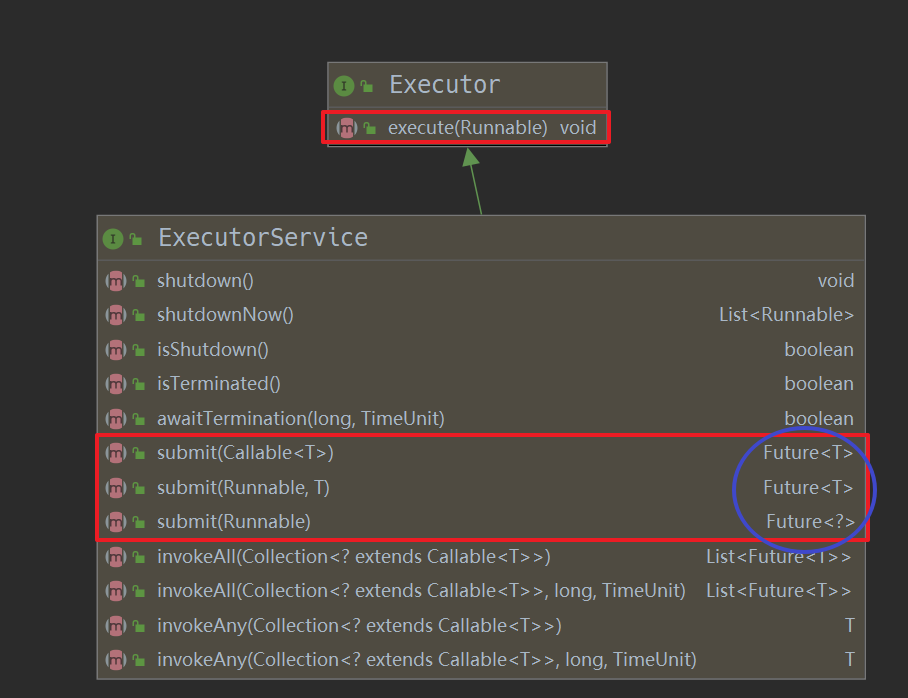 Executor
execute(Runnable) void
ExecutorService
shutdown() void
shutdownNow() List<Runnable>
isShutdown() boolean
isTerminated() boolean
awaitTermination(long, TimeUnit) boolean
submit(Callable<T>) Future<T>
submit(Runnable, T) Future<T>
submit(Runnable) Future<?>
invokeAll(Collection<? extends Callable<T>>) List<Future<T>>
invokeAll(Collection<? extends Callable<T>>, long, TimeUnit) List<Future<T>>
invokeAny(Collection<? extends Callable<T>>) T
invokeAny(Collection<? extends Callable<T>>, long, TimeUnit) T